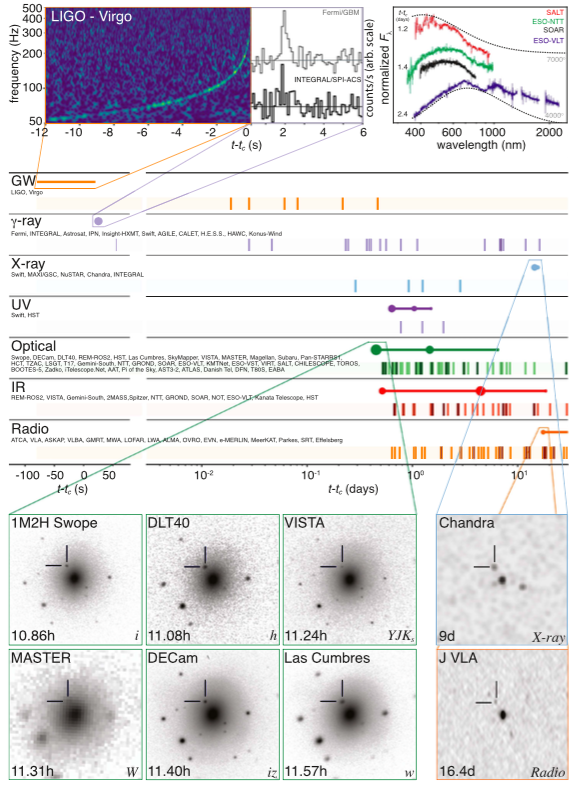 LIGO - Virgo
Fermi/GBM
INTEGRAL/SPI-ACS
frequency (Hz)
500
400
300
100
50
-12 -10 -8 -6 -4 -2 0 2 4 6
t-tc (s)
counts/s (arb. scale)
normalized Fλ
t-tc (days)
1.2
1.4
2.4
SALT
ESO-NTT
SOAR
ESO-VLT
7000°
400 600 1000 2000
wavelength (nm)
GW
LIGO, Virgo
γ-ray
Fermi, INTEGRAL, Astrosat, IPN, Insight-HXMT, Swift, AGILE, CALET, H.E.S.S., HAWC, Konus-Wind
X-ray
Swift, MAXI/GSC, NuSTAR, Chandra, INTEGRAL
UV
Swift, HST
Optical
Swope, DECam, DLT40, REM-ROS2, HST, Las Cumbres, SkyMapper, VISTA, MASTER, Magellan, Subaru, Pan-STARRS1,
HCT, TZAC, LSGT, T17, Gemini-South, NTT, GROND, SOAR, ESO-VLT, KMTNet, ESO-VST, VIRT, SALT, CHILESCOPE, TOROS,
BOOTES-5, Zadko, iTelescope.Net, AAT, Pi of the Sky, AST3-2, ATLAS, Danish Tel, DFN, T80S, EABA
IR
REM-ROS2, VISTA, Gemini-South, 2MASS,Spitzer, NTT, GROND, SOAR, NOT, ESO-VLT, Kanata Telescope, HST
Radio
ATCA, VLA, ASKAP, VLBA, GMRT, MWA, LOFAR, LWA, ALMA, OVRO, EVN, e-MERLIN, MeerKAT, Parkes, SRT, Effelsberg
-100 -50 0 50 10⁻² 10⁻¹ 10⁰ 10¹
t-tc (s) t-tc (days)
1M2H Swope
10.86h i
DLT40
11.08h h
VISTA
11.24h YJKs
Chandra
9d X-ray
MASTER
11.31h W
DECam
11.40h iz
Las Cumbres
11.57h w
J VLA
16.4d Radio